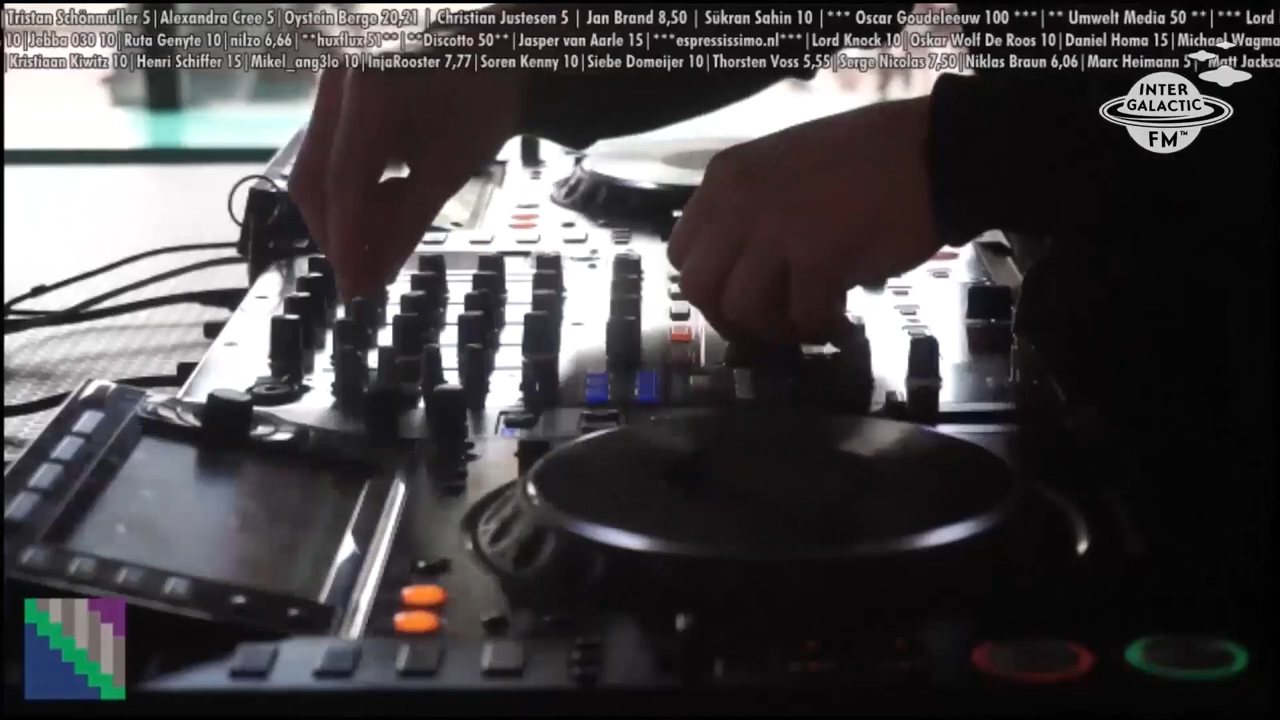 Tristan Schönmüller 5 | Alexandra Cree 5 | Oystein Berge 20,21 | Christian Justesen 5 | Jan Brand 8,50 | Sükran Sahin 10 | *** Oscar Goudeleeuw 100 *** | ** Umwelt Media 50 ** | *** Lord
10 | Jebba 030 10 | Ruta Genyte 10 | nilzo 6,66 | **huxflux 51** | **Discotto 50** | Jasper van Aarle 15 | ***espressissimo.nl*** | Lord Knock 10 | Oskar Wolf De Roos 10 | Daniel Homa 15 | Michael Wagma
| Kristiaan Kiwitz 10 | Henri Schiffer 15 | Mikel_ang3lo 10 | InjaRooster 7,77 | Soren Kenny 10 | Siebe Domeijer 10 | Thorsten Voss 5,55 | Serge Nicolas 7,50 | Niklas Braun 6,06 | Marc Heimann 5 | Matt Jackso
INTER
GALACTIC
FM™